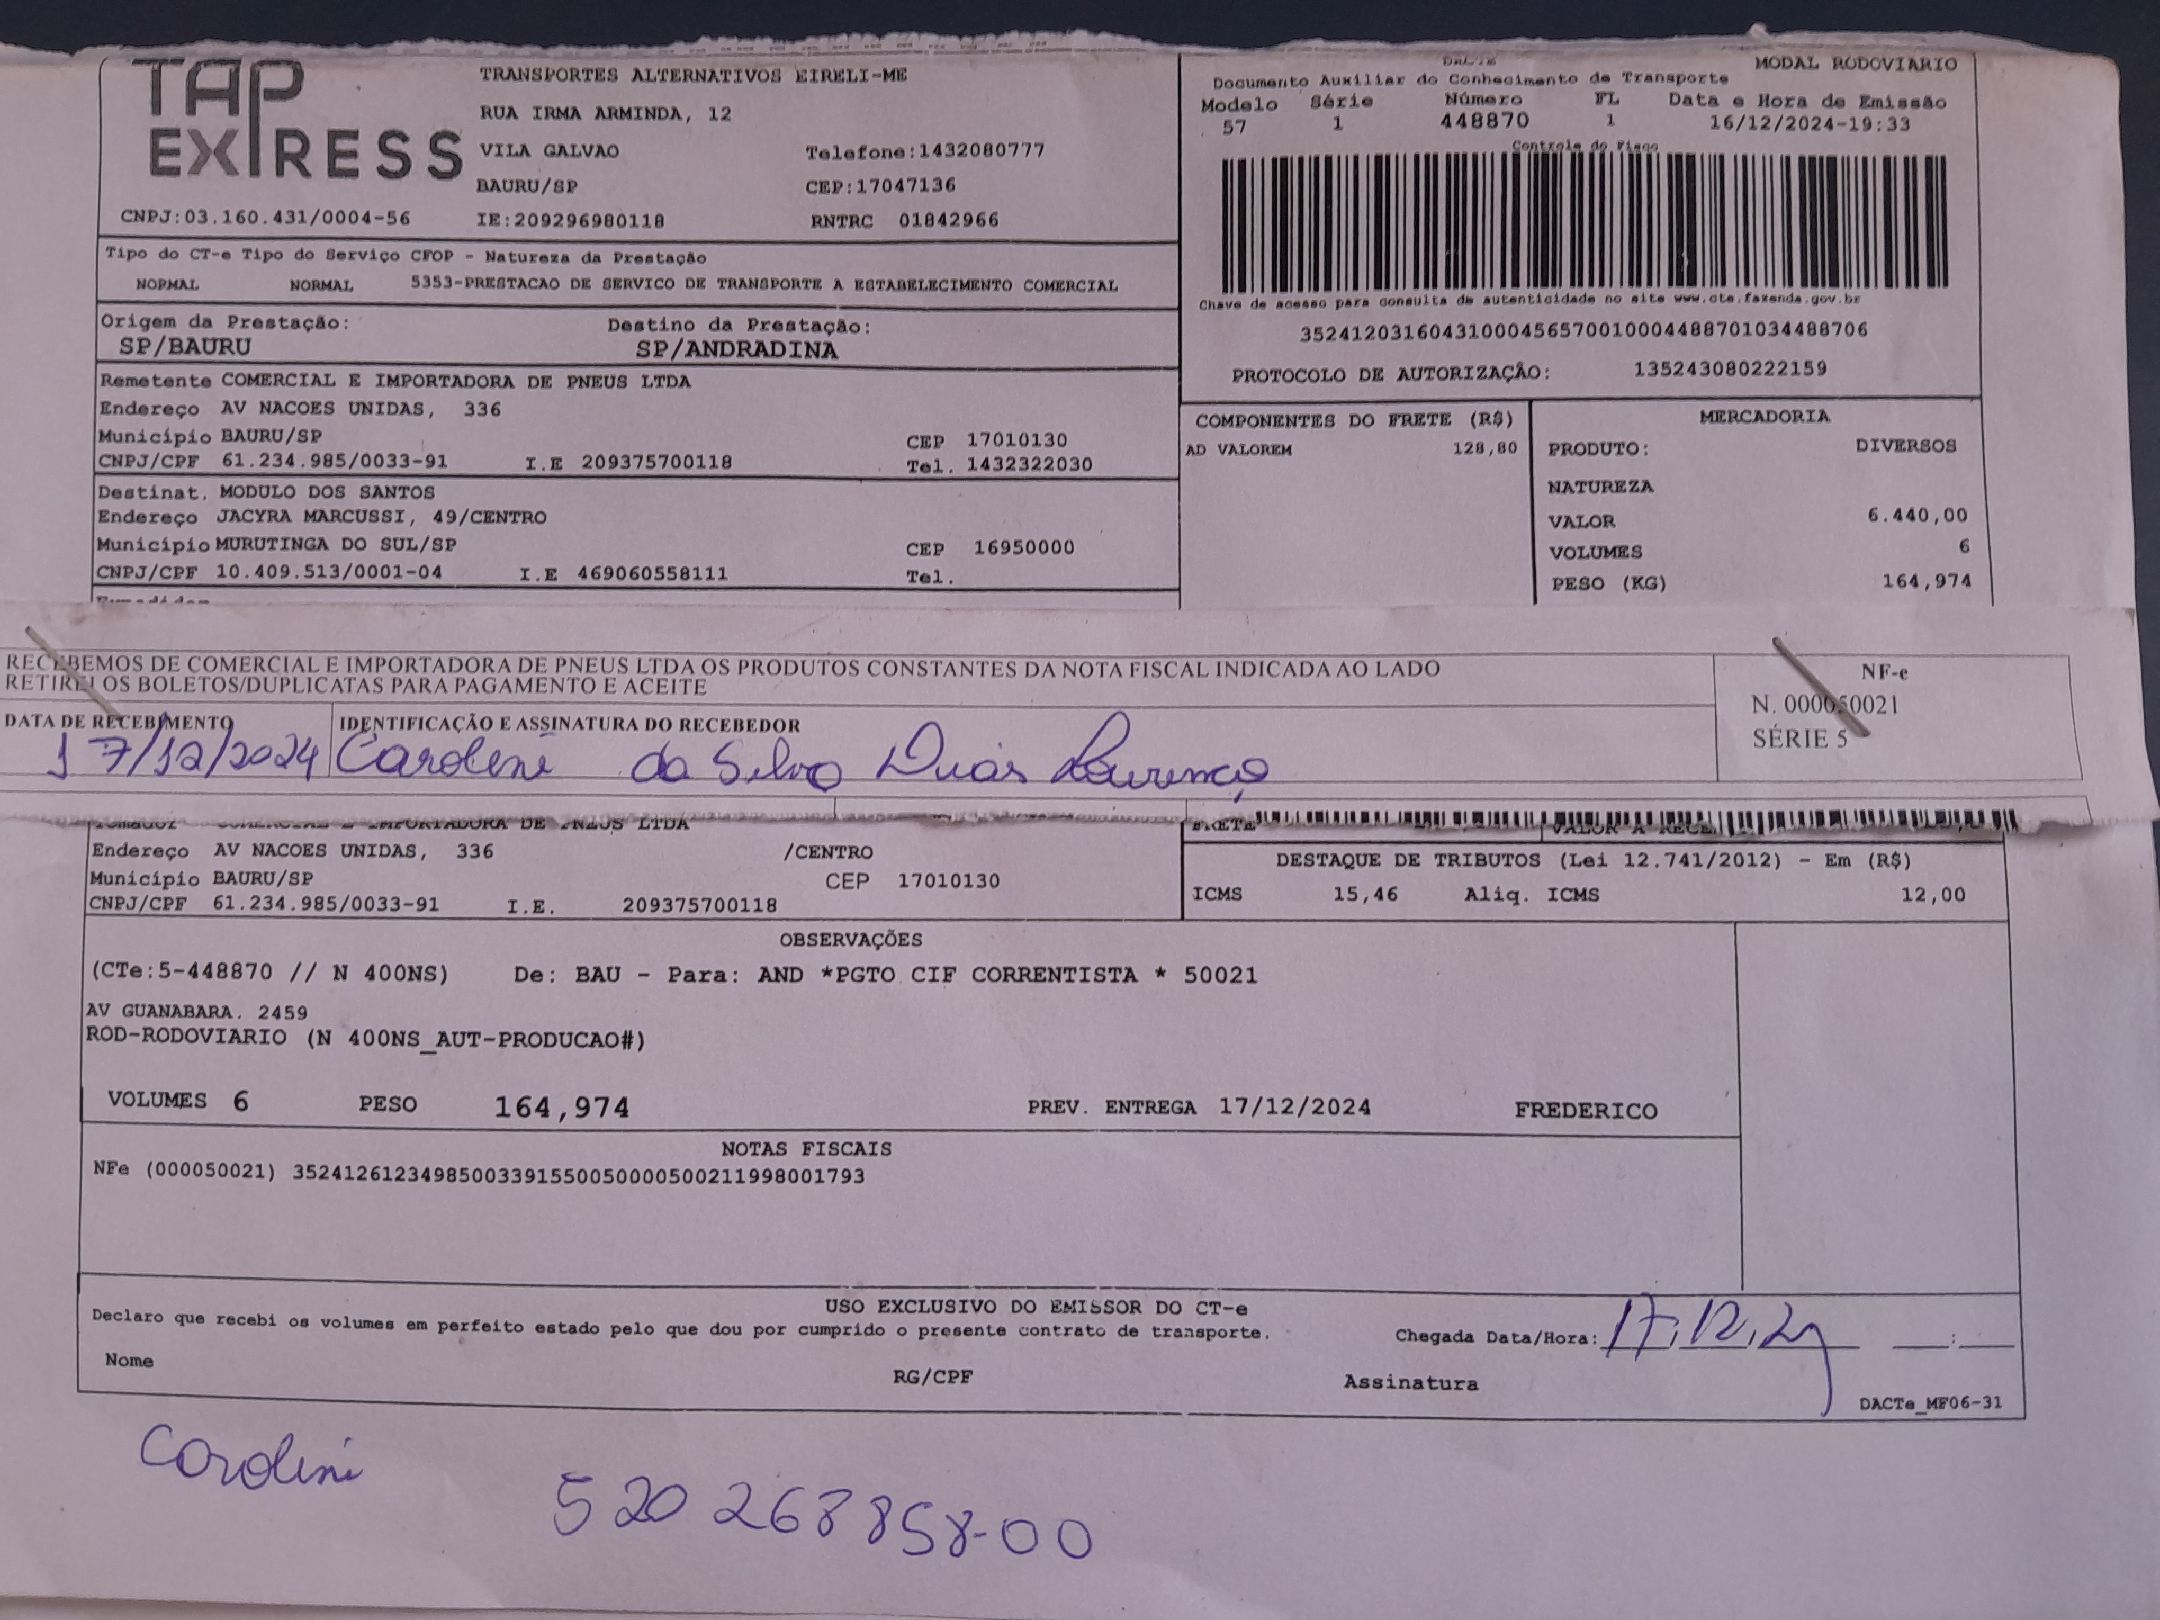 TAP EXPRESS
TRANSPORTES ALTERNATIVOS EIRELI-ME
RUA IRMA ARMINDA, 12
VILA GALVAO Telefone:1432080777
BAURU/SP CEP:17047136
CNPJ:03.160.431/0004-56 IE:209296980118 RNTRC 01842966
DACTE MODAL RODOVIARIO
Documento Auxiliar do Conhecimento de Transporte
Modelo Série Número FL Data e Hora de Emissão
57 1 448870 1 16/12/2024-19:33
Controle do Fisco
Chave de acesso para consulta de autenticidade no site www.cte.fazenda.gov.br
35241203160431000456570010004488701034488706
PROTOCOLO DE AUTORIZAÇÃO: 135243080222159
Tipo do CT-e Tipo do Serviço CFOP - Natureza da Prestação
NORMAL NORMAL 5353-PRESTACAO DE SERVICO DE TRANSPORTE A ESTABELECIMENTO COMERCIAL
Origem da Prestação: Destino da Prestação:
SP/BAURU SP/ANDRADINA
Remetente COMERCIAL E IMPORTADORA DE PNEUS LTDA
Endereço AV NACOES UNIDAS, 336
Município BAURU/SP CEP 17010130
CNPJ/CPF 61.234.985/0033-91 I.E 209375700118 Tel. 1432322030
Destinat. MODULO DOS SANTOS
Endereço JACYRA MARCUSSI, 49/CENTRO
Município MURUTINGA DO SUL/SP CEP 16950000
CNPJ/CPF 10.409.513/0001-04 I.E 469060558111 Tel.
COMPONENTES DO FRETE (R$)
AD VALOREM 128,80
MERCADORIA
PRODUTO: DIVERSOS
NATUREZA
VALOR 6.440,00
VOLUMES 6
PESO (KG) 164,974
RECEBEMOS DE COMERCIAL E IMPORTADORA DE PNEUS LTDA OS PRODUTOS CONSTANTES DA NOTA FISCAL INDICADA AO LADO
RETIREI OS BOLETOS/DUPLICATAS PARA PAGAMENTO E ACEITE
NF-e
N. 000050021
SÉRIE 5
DATA DE RECEBIMENTO IDENTIFICAÇÃO E ASSINATURA DO RECEBEDOR
17/12/2024 Caroleni da Silva Dias Lourenço
Tomador COMERCIAL E IMPORTADORA DE PNEUS LTDA
Endereço AV NACOES UNIDAS, 336 /CENTRO
Município BAURU/SP CEP 17010130
CNPJ/CPF 61.234.985/0033-91 I.E. 209375700118
DESTAQUE DE TRIBUTOS (Lei 12.741/2012) - Em (R$)
ICMS 15,46 Aliq. ICMS 12,00
OBSERVAÇÕES
(CTe:5-448870 // N 400NS) De: BAU - Para: AND *PGTO CIF CORRENTISTA * 50021
AV GUANABARA. 2459
ROD-RODOVIARIO (N 400NS_AUT-PRODUCAO#)
VOLUMES 6 PESO 164,974 PREV. ENTREGA 17/12/2024 FREDERICO
NOTAS FISCAIS
NFe (000050021) 35241261234985003391550050000500211998001793
USO EXCLUSIVO DO EMISSOR DO CT-e
Declaro que recebi os volumes em perfeito estado pelo que dou por cumprido o presente contrato de transporte.
Chegada Data/Hora: 17,12,24 __:__
Nome RG/CPF Assinatura
DACTe_MF06-31
Caroleni
520 268 858-00